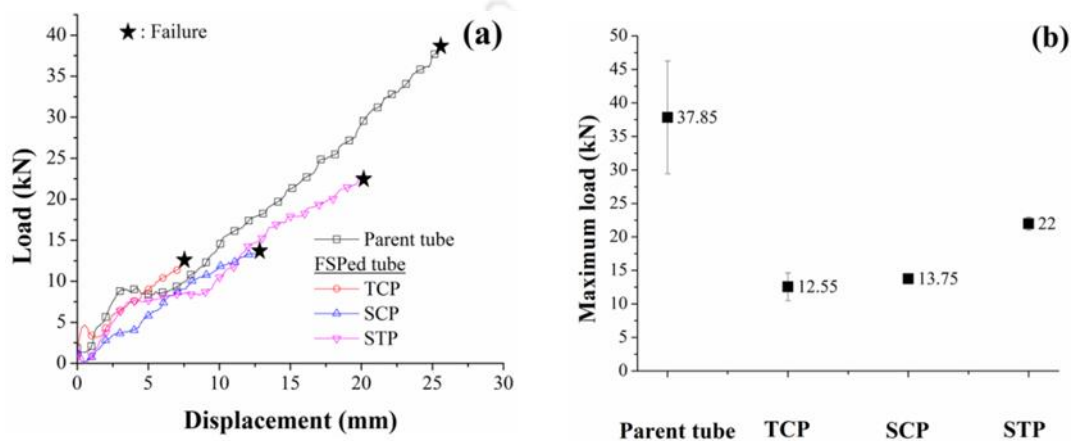 ★ : Failure
(a)
40
35
30
25
20
15
10
5
0
Load (kN)
Parent tube
FSPed tube
TCP
SCP
STP
0 5 10 15 20 25 30
Displacement (mm)
(b)
50
45
40
35
30
25
20
15
10
5
0
Maximum load (kN)
37.85
12.55
13.75
22
Parent tube TCP SCP STP